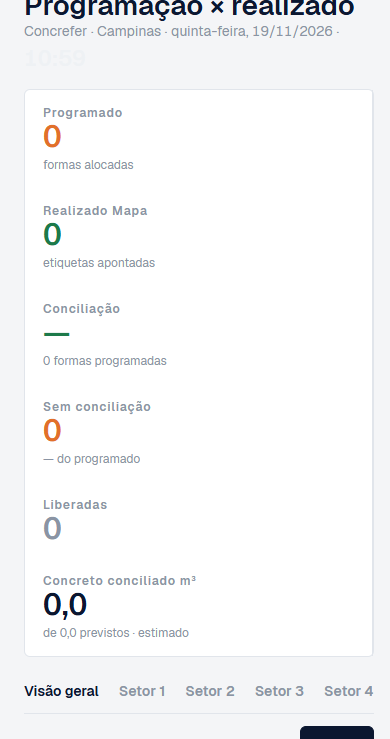 Programação × realizado
Concrefer · Campinas · quinta-feira, 19/11/2026 ·
10:59
Programado
0
formas alocadas
Realizado Mapa
0
etiquetas apontadas
Conciliação
—
0 formas programadas
Sem conciliação
0
— do programado
Liberadas
0
Concreto conciliado m³
0,0
de 0,0 previstos · estimado
Visão geral Setor 1 Setor 2 Setor 3 Setor 4